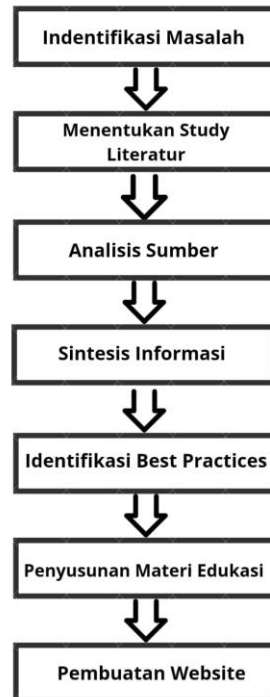 Indentifikasi Masalah
Menentukan Study
Literatur
Analisis Sumber
Sintesis Informasi
Identifikasi Best Practices
Penyusunan Materi Edukasi
Pembuatan Website